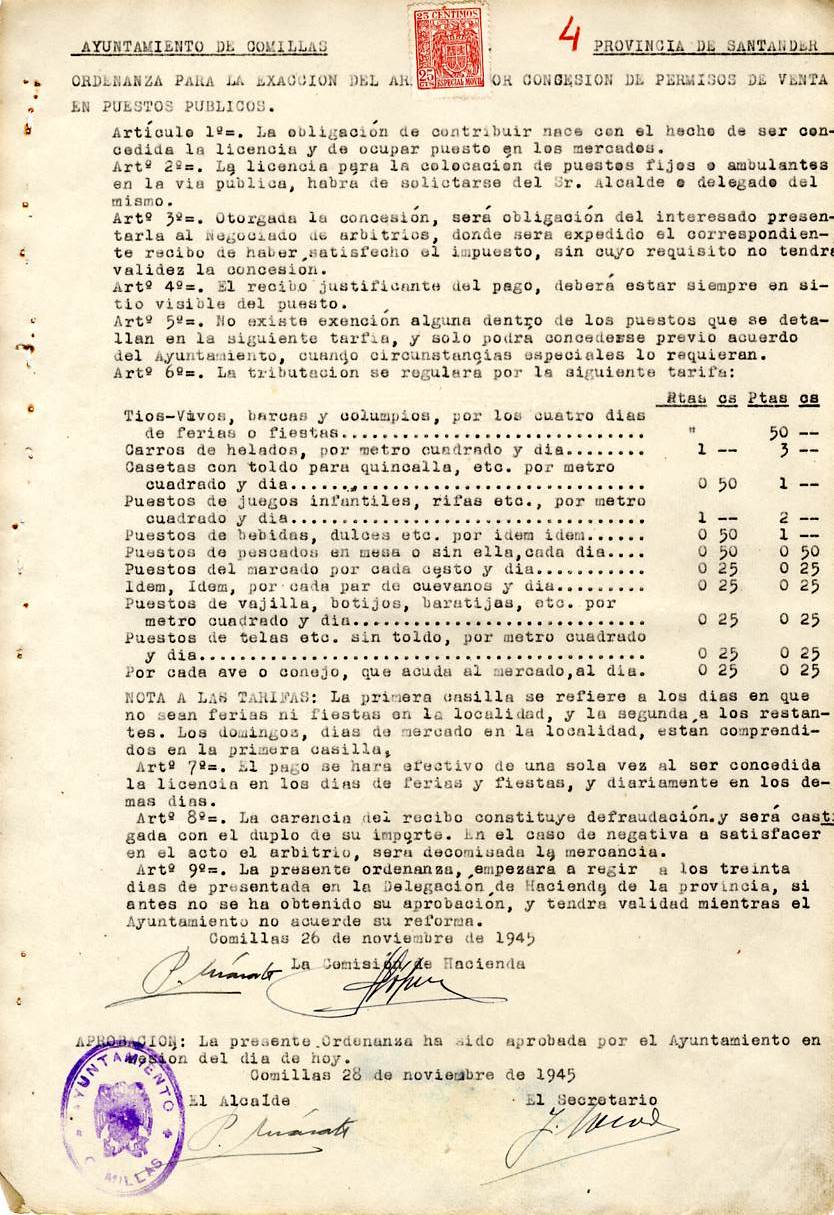 25 CENTIMOS
25 CTS
ESPECIAL MOVIL
4
AYUNTAMIENTO DE COMILLAS PROVINCIA DE SANTANDER
ORDENANZA PARA LA EXACCION DEL AR OR CONCESION DE PERMISOS DE VENTA
EN PUESTOS PUBLICOS.
Artículo 1º=. La obligación de contribuir nace con el hecho de ser con-
cedida la licencia y de ocupar puesto en los mercados.
Artº 2º=. La licencia para la colocación de puestos fijos o ambulantes
en la via publica, habra de solictarse del Sr. Alcalde o delegado del
mismo.
Artº 3º=. Otorgada la concesión, será obligación del interesado presen-
tarla al Negociado de arbitrios, donde sera expedido el correspondien-
te recibo de haber satisfecho el impuesto, sin cuyo requisito no tendra
validez la concesion.
Artº 4º=. El recibo justificante del pago, deberá estar siempre en si-
tio visible del puesto.
Artº 5º=. No existe exención alguna dentro de los puestos que se deta-
llan en la siguiente tarfia, y solo podra concederse previo acuerdo
del Ayuntamiento, cuando circunstancias especiales lo requieran.
Artº 6º=. La tributación se regulara por la siguiente tarifa:
Ptas cs Ptas cs
Tios-Vivos, barcas y columpios, por los cuatro dias
de ferias o fiestas.............................. " 50 --
Carros de helados, por metro cuadrado y dia........ 1 -- 3 --
Casetas con toldo para quincalla, etc. por metro
cuadrado y dia................................... 0 50 1 --
Puestos de juegos infantiles, rifas etc., por metro
cuadrado y dia................................... 1 -- 2 --
Puestos de bebidas, dulces etc. por idem idem...... 0 50 1 --
Puestos de pescados en mesa o sin ella,cada dia.... 0 50 0 50
Puestos del marcado por cada cesto y dia........... 0 25 0 25
Idem, Idem, por cada par de cuevanos y dia......... 0 25 0 25
Puestos de vajilla, botijos, baratijas, etc. por
metro cuadrado y dia............................. 0 25 0 25
Puestos de telas etc. sin toldo, por metro cuadrado
y dia............................................ 0 25 0 25
Por cada ave o conejo, que acuda al mercado,al dia. 0 25 0 25
NOTA A LAS TARIFAS: La primera casilla se refiere a los dias en que
no sean ferias ni fiestas en la localidad, y la segunda a los restan-
tes. Los domingos, dias de mercado en la localidad, están comprendi-
dos en la primera casilla.
Artº 7º=. El pago se hara efectivo de una sola vez al ser concedida
la licencia en los dias de ferias y fiestas, y diariamente en los de-
mas dias.
Artº 8º=. La carencia del recibo constituye defraudación.y será casti
gada con el duplo de su importe. En el caso de negativa a satisfacer
en el acto el arbitrio, sera decomisada la mercancia.
Artº 9º=. La presente ordenanza, empezara a regir a los treinta
dias de presentada en la Delegación de Hacienda de la provincia, si
antes no se ha obtenido su aprobación, y tendra validad mientras el
Ayuntamiento no acuerde su reforma.
Comillas 26 de noviembre de 1945
La Comisión de Hacienda
APROBACION: La presente Ordenanza ha sido aprobada por el Ayuntamiento en
sesion del dia de hoy.
Comillas 28 de noviembre de 1945
El Alcalde El Secretario
AYUNTAMIENTO
COMILLAS